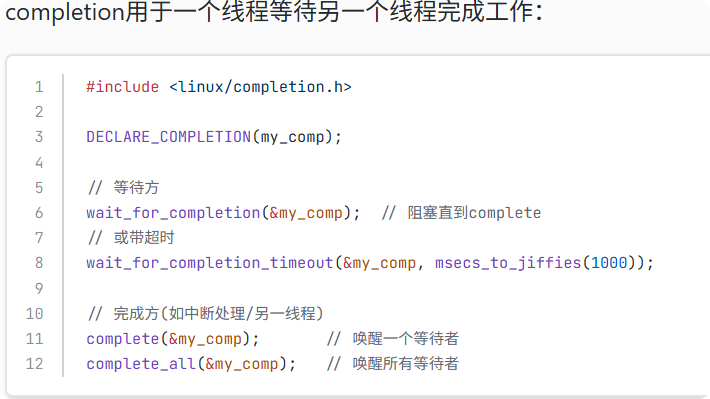 completion用于一个线程等待另一个线程完成工作：
1 #include <linux/completion.h>
2
3 DECLARE_COMPLETION(my_comp);
4
5 // 等待方
6 wait_for_completion(&my_comp);  // 阻塞直到complete
7 // 或带超时
8 wait_for_completion_timeout(&my_comp, msecs_to_jiffies(1000));
9
10 // 完成方(如中断处理/另一线程)
11 complete(&my_comp);       // 唤醒一个等待者
12 complete_all(&my_comp);   // 唤醒所有等待者